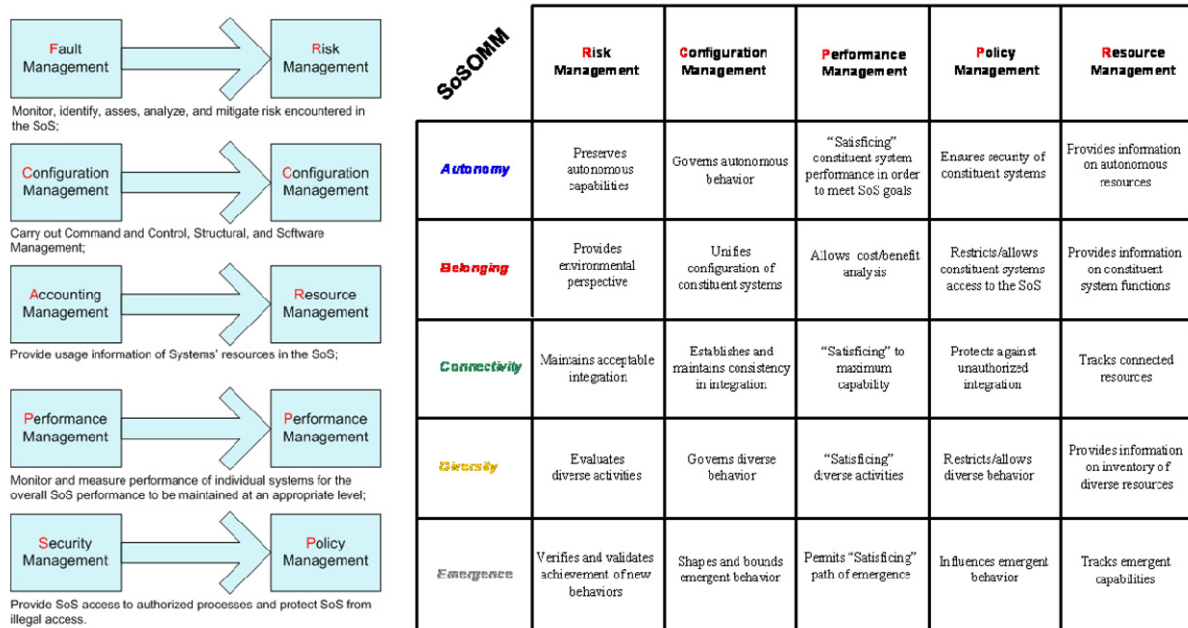 Fault
Management
Risk
Management
Monitor, identify, asses, analyze, and mitigate risk encountered in
the SoS;
Configuration
Management
Configuration
Management
Carry out Command and Control, Structural, and Software
Management;
Accounting
Management
Resource
Management
Provide usage information of Systems' resources in the SoS;
Performance
Management
Performance
Management
Monitor and measure performance of individual systems for the
overall SoS performance to be maintained at an appropriate level;
Security
Management
Policy
Management
Provide SoS access to authorized processes and protect SoS from
illegal access.
SoSOMM
Risk
Management
Configuration
Management
Performance
Management
Policy
Management
Resource
Management
Autonomy
Preserves
autonomous
capabilities
Governs autonomous
behavior
“Satisficing”
constituent system
performance in order
to meet SoS goals
Ensures security of
constituent systems
Provides information
on autonomous
resources
Belonging
Provides
environmental
perspective
Unifies
configuration of
constituent systems
Allows cost/benefit
analysis
Restricts/allows
constituent systems
access to the SoS
Provides information
on constituent
system functions
Connectivity
Maintains acceptable
integration
Establishes and
maintains consistency
in integration
“Satisficing” to
maximum
capability
Protects against
unauthorized
integration
Tracks connected
resources
Diversity
Evaluates
diverse activities
Governs diverse
behavior
“Satisficing”
diverse activities
Restricts/allows
diverse behavior
Provides information
on inventory of
diverse resources
Emergence
Verifies and validates
achievement of new
behaviors
Shapes and bounds
emergent behavior
Permits “Satisficing”
path of emergence
Influences emergent
behavior
Tracks emergent
capabilities